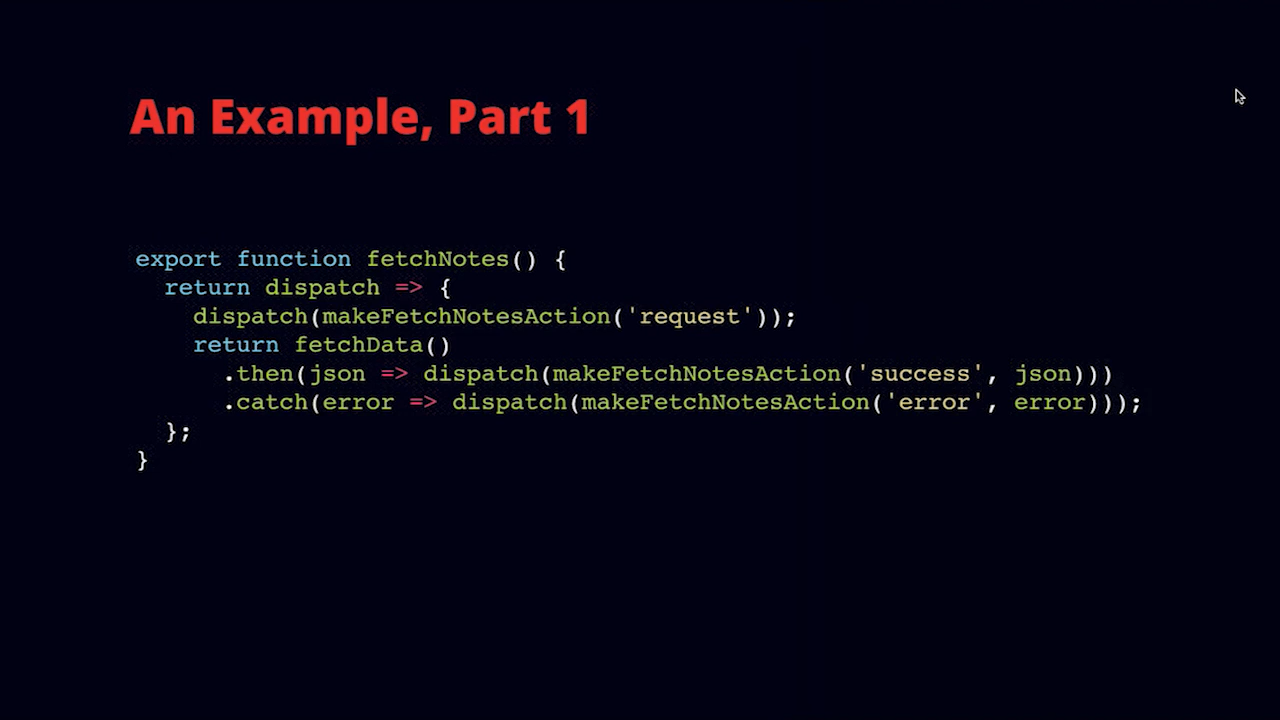 An Example, Part 1
export function fetchNotes() {
  return dispatch => {
    dispatch(makeFetchNotesAction('request'));
    return fetchData()
      .then(json => dispatch(makeFetchNotesAction('success', json)))
      .catch(error => dispatch(makeFetchNotesAction('error', error)));
  };
}